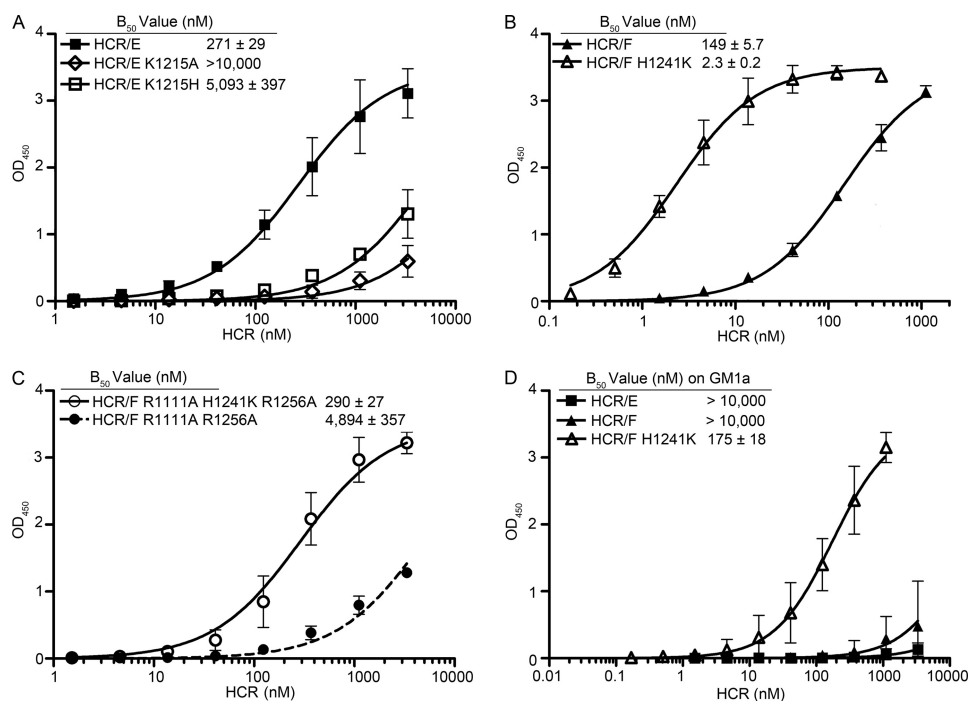 A
B50 Value (nM)
HCR/E 271 ± 29
HCR/E K1215A >10,000
HCR/E K1215H 5,093 ± 397
4
3
2
1
0
OD450
1 10 100 1000 10000
HCR (nM)
B
B50 Value (nM)
HCR/F 149 ± 5.7
HCR/F H1241K 2.3 ± 0.2
4
3
2
1
0
OD450
0.1 1 10 100 1000
HCR (nM)
C
B50 Value (nM)
HCR/F R1111A H1241K R1256A 290 ± 27
HCR/F R1111A R1256A 4,894 ± 357
4
3
2
1
0
OD450
1 10 100 1000 10000
HCR (nM)
D
B50 Value (nM) on GM1a
HCR/E > 10,000
HCR/F > 10,000
HCR/F H1241K 175 ± 18
4
3
2
1
0
OD450
0.01 0.1 1 10 100 1000 10000
HCR (nM)